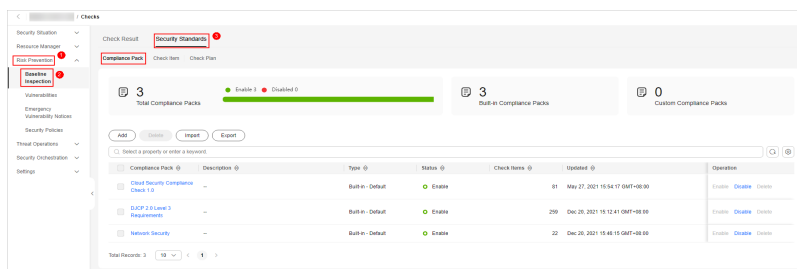 / Checks
Security Situation
Resource Manager
Risk Prevention 1
Baseline Inspection 2
Vulnerabilities
Emergency Vulnerability Notices
Security Policies
Threat Operations
Security Orchestration
Settings
Check Result Security Standards 3
Compliance Pack Check Item Check Plan
3
Total Compliance Packs
Enable 3 Disabled 0
3
Built-in Compliance Packs
0
Custom Compliance Packs
Add Delete Import Export
Select a property or enter a keyword.
Compliance Pack Description Type Status Check Items Updated Operation
Cloud Security Compliance Check 1.0 -- Built-in - Default Enable 81 May 27, 2021 15:54:17 GMT+08:00 Enable Disable Delete
DJCP 2.0 Level 3 Requirements -- Built-in - Default Enable 259 Dec 20, 2021 15:12:41 GMT+08:00 Enable Disable Delete
Network Security -- Built-in - Default Enable 22 Dec 20, 2021 15:46:15 GMT+08:00 Enable Disable Delete
Total Records: 3 10 < 1 >